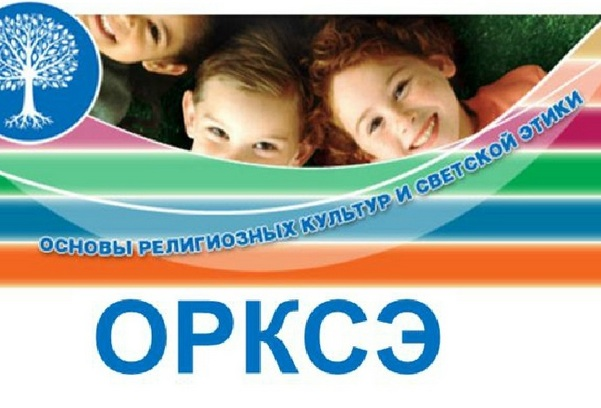 ОСНОВЫ РЕЛИГИОЗНЫХ КУЛЬТУР И СВЕТСКОЙ ЭТИКИ
ОРКСЭ